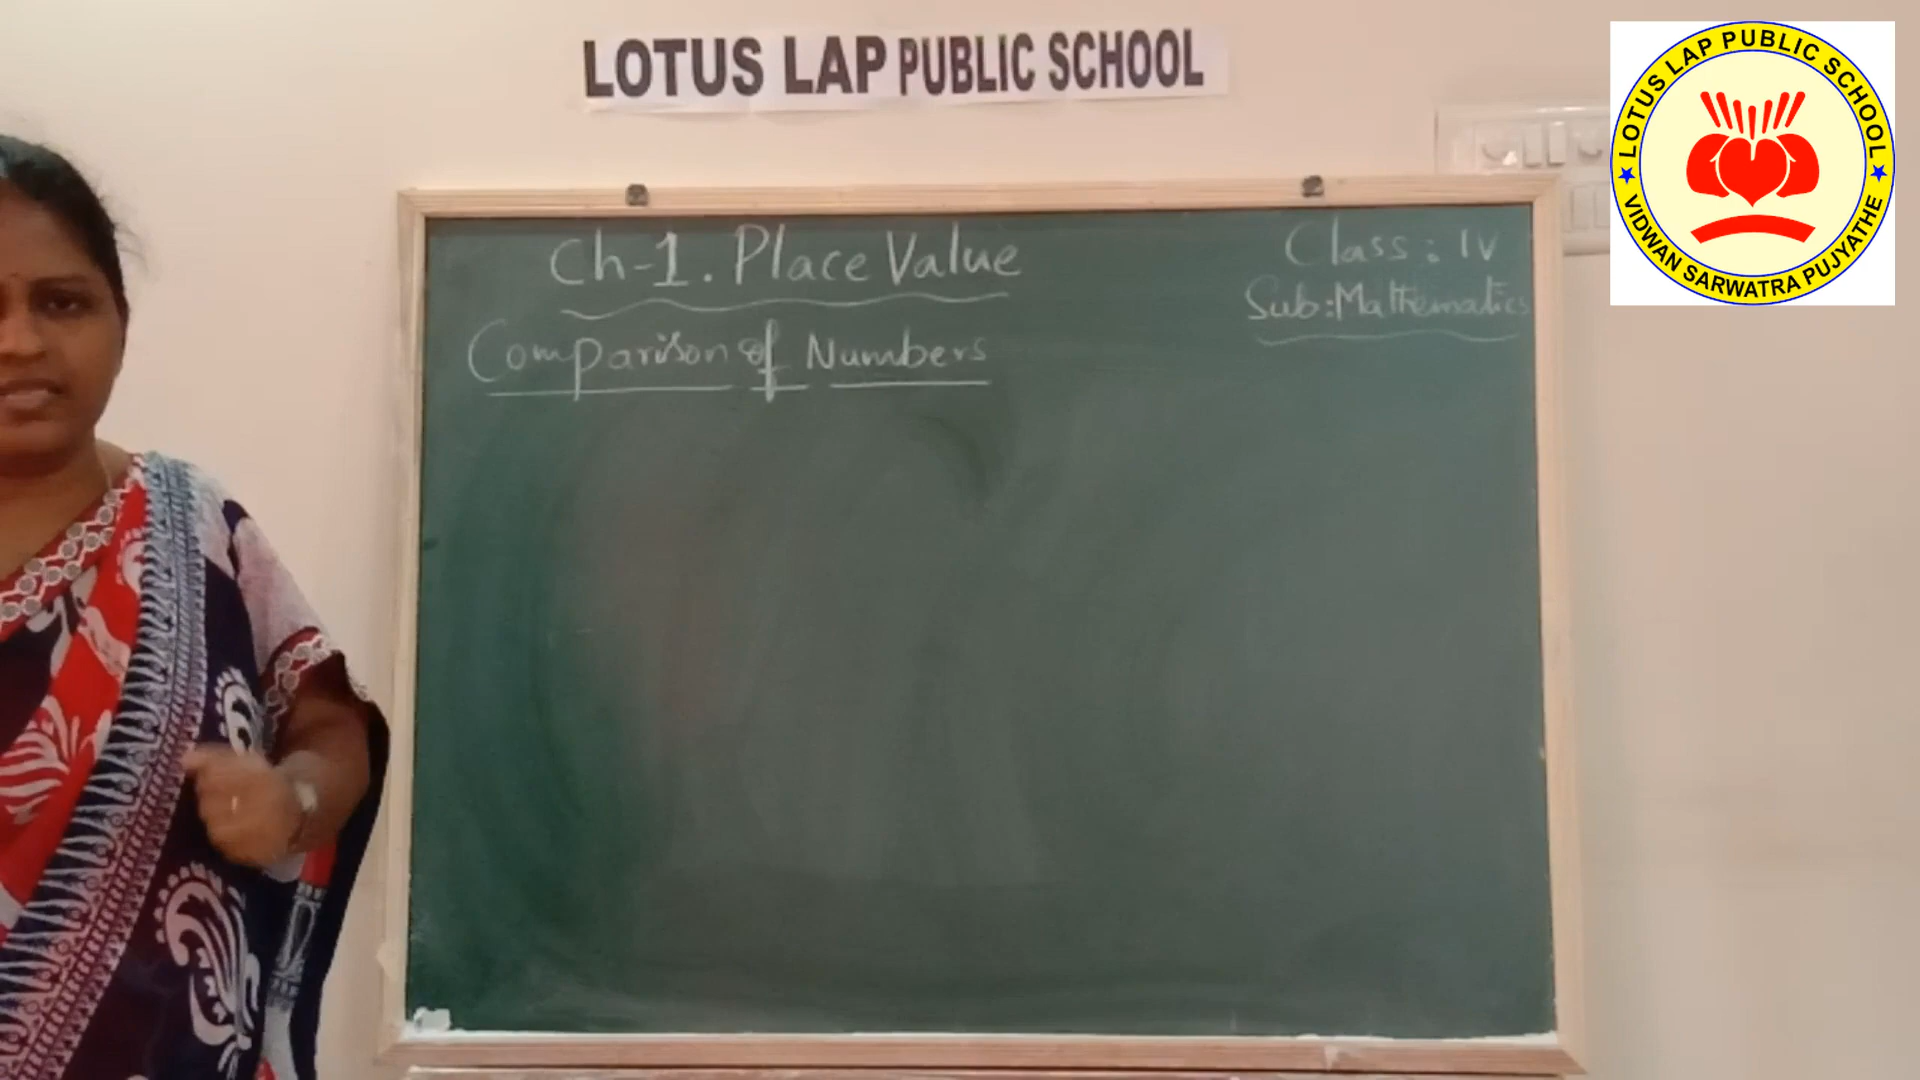 LOTUS LAP PUBLIC SCHOOL
LOTUS LAP PUBLIC SCHOOL
VIDWAN SARWATRA PUJYATHE
Ch-1. Place Value
Class: IV
Sub:Mathematics
Comparison of Numbers